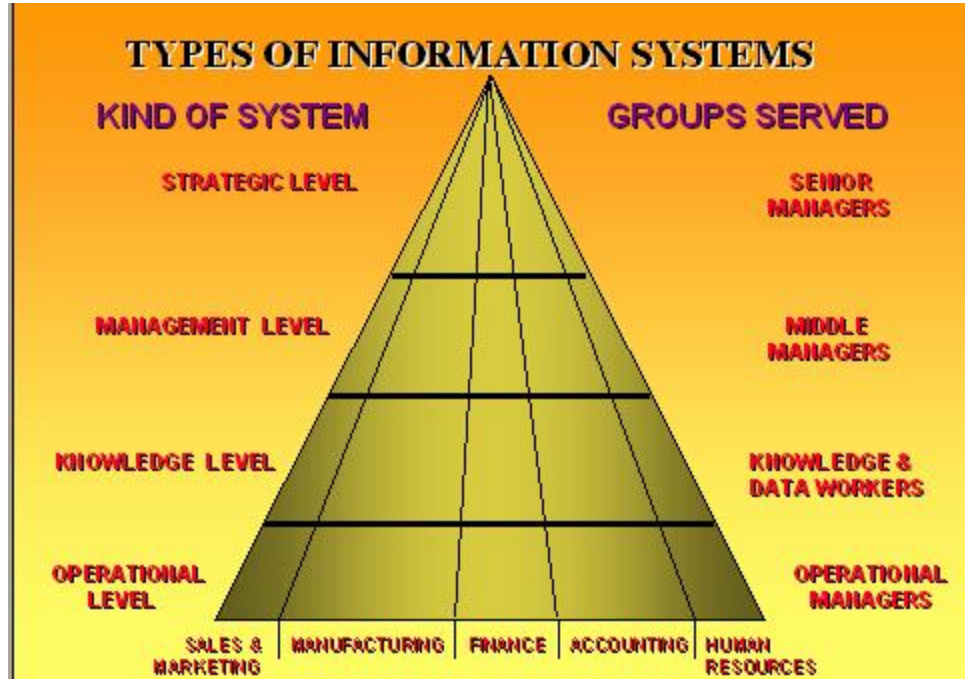 TYPES OF INFORMATION SYSTEMS
KIND OF SYSTEM
GROUPS SERVED
STRATEGIC LEVEL
SENIOR
MANAGERS
MANAGEMENT LEVEL
MIDDLE
MANAGERS
KNOWLEDGE LEVEL
KNOWLEDGE &
DATA WORKERS
OPERATIONAL
LEVEL
OPERATIONAL
MANAGERS
SALES &
MARKETING
MANUFACTURING
FINANCE
ACCOUNTING
HUMAN
RESOURCES